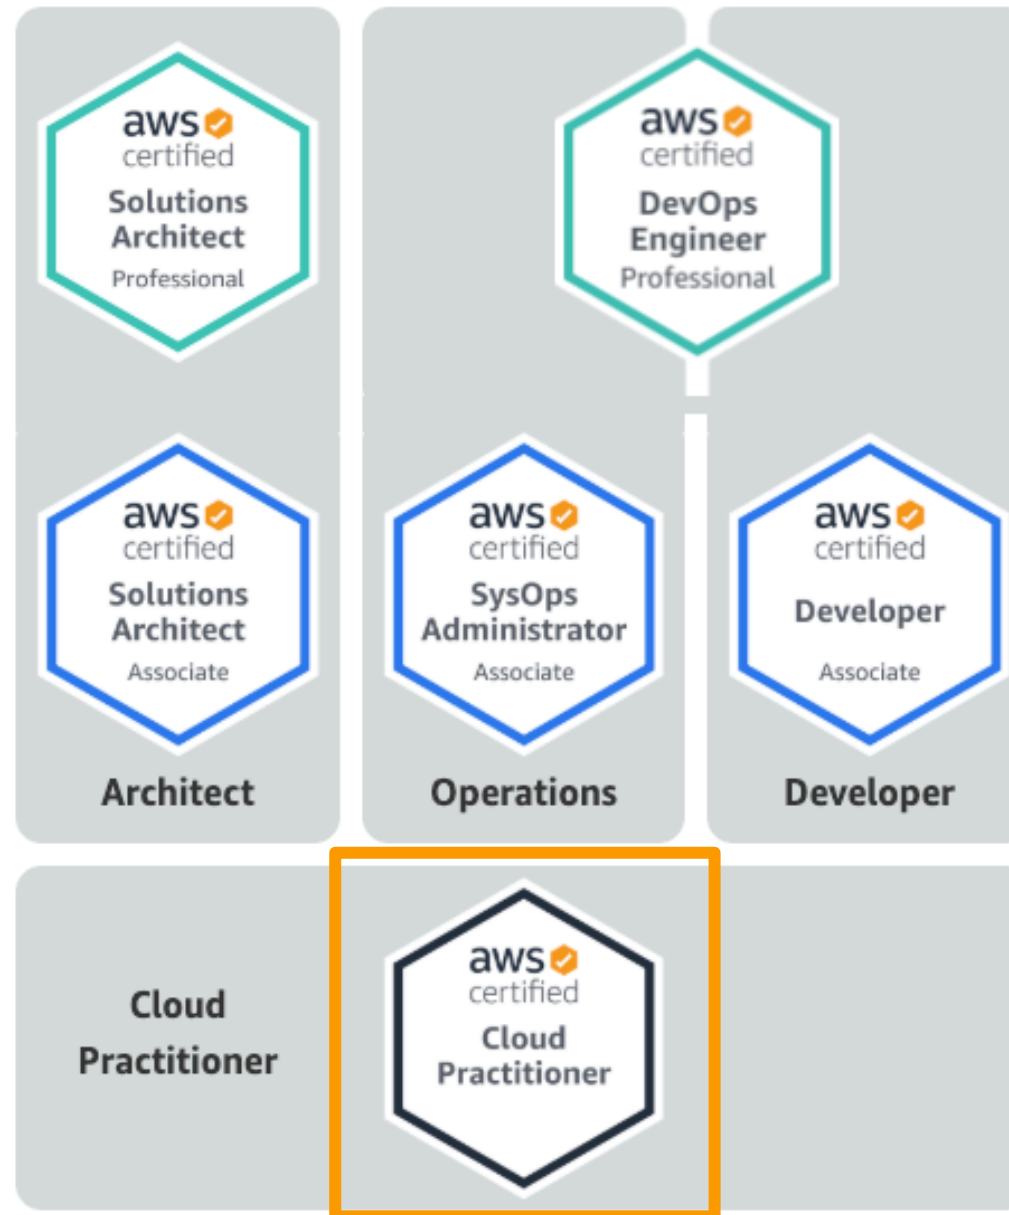 aws
certified
Solutions
Architect
Professional
aws
certified
DevOps
Engineer
Professional
aws
certified
Solutions
Architect
Associate
aws
certified
SysOps
Administrator
Associate
aws
certified
Developer
Associate
Architect
Operations
Developer
Cloud
Practitioner
aws
certified
Cloud
Practitioner